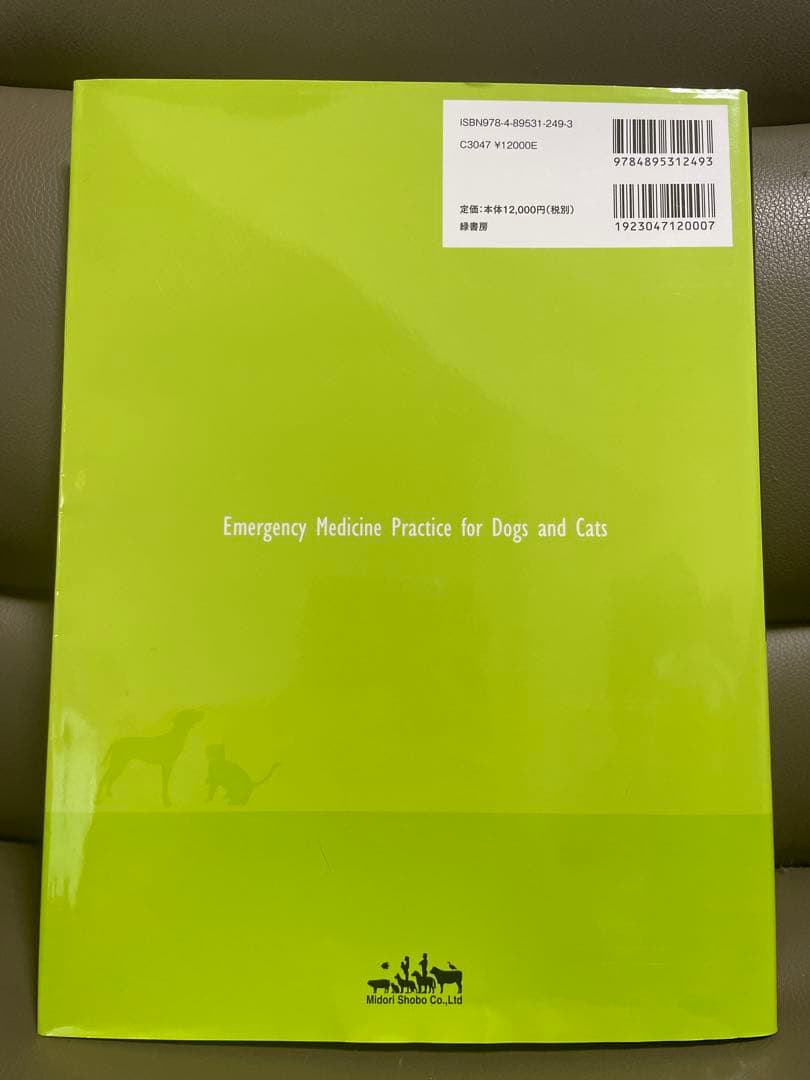 ISBN978-4-89531-249-3
C3047 ¥12000E
9784895312493
定価：本体12,000円（税別）
緑書房
1923047120007
Emergency Medicine Practice for Dogs and Cats
Midori Shobo Co.,Ltd